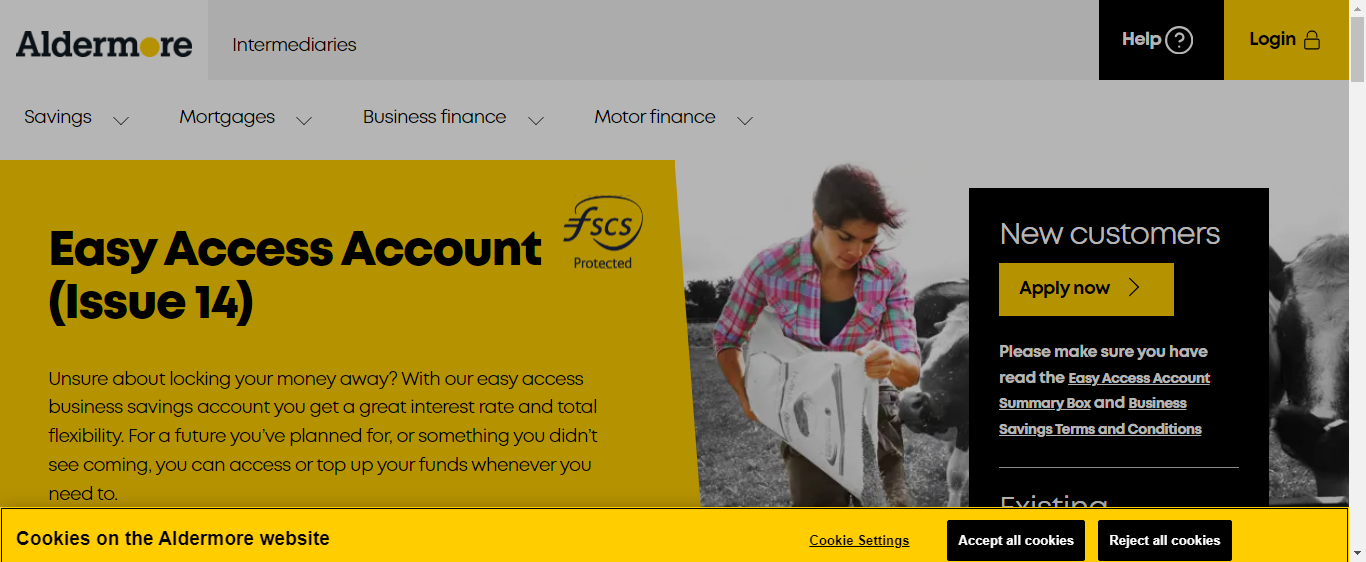 Aldermore
Intermediaries
Help
Login
Savings
Mortgages
Business finance
Motor finance
Easy Access Account
(Issue 14)
fscs
Protected
Unsure about locking your money away? With our easy access
business savings account you get a great interest rate and total
flexibility. For a future you’ve planned for, or something you didn’t
see coming, you can access or top up your funds whenever you
need to.
New customers
Apply now
Please make sure you have
read the Easy Access Account
Summary Box and Business
Savings Terms and Conditions
Existing
Cookies on the Aldermore website
Cookie Settings
Accept all cookies
Reject all cookies